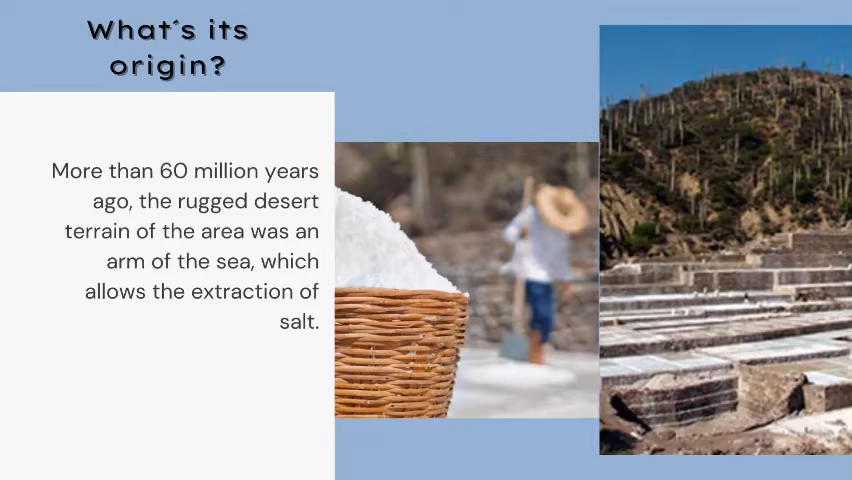 What´s its
origin?
More than 60 million years
ago, the rugged desert
terrain of the area was an
arm of the sea, which
allows the extraction of
salt.